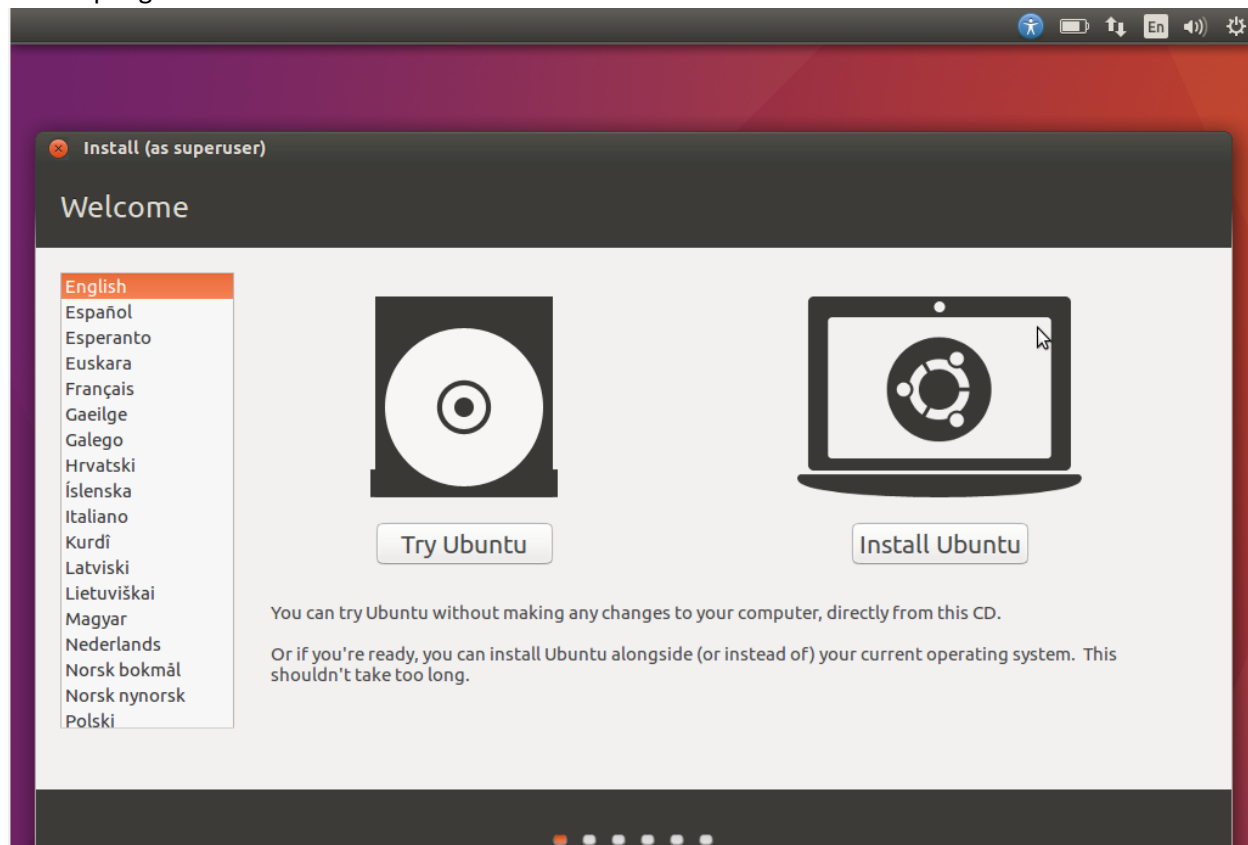 En
Install (as superuser)
Welcome
English
Español
Esperanto
Euskara
Français
Gaeilge
Galego
Hrvatski
Íslenska
Italiano
Kurdî
Latviski
Lietuviškai
Magyar
Nederlands
Norsk bokmål
Norsk nynorsk
Polski
Try Ubuntu
Install Ubuntu
You can try Ubuntu without making any changes to your computer, directly from this CD.
Or if you're ready, you can install Ubuntu alongside (or instead of) your current operating system. This
shouldn't take too long.